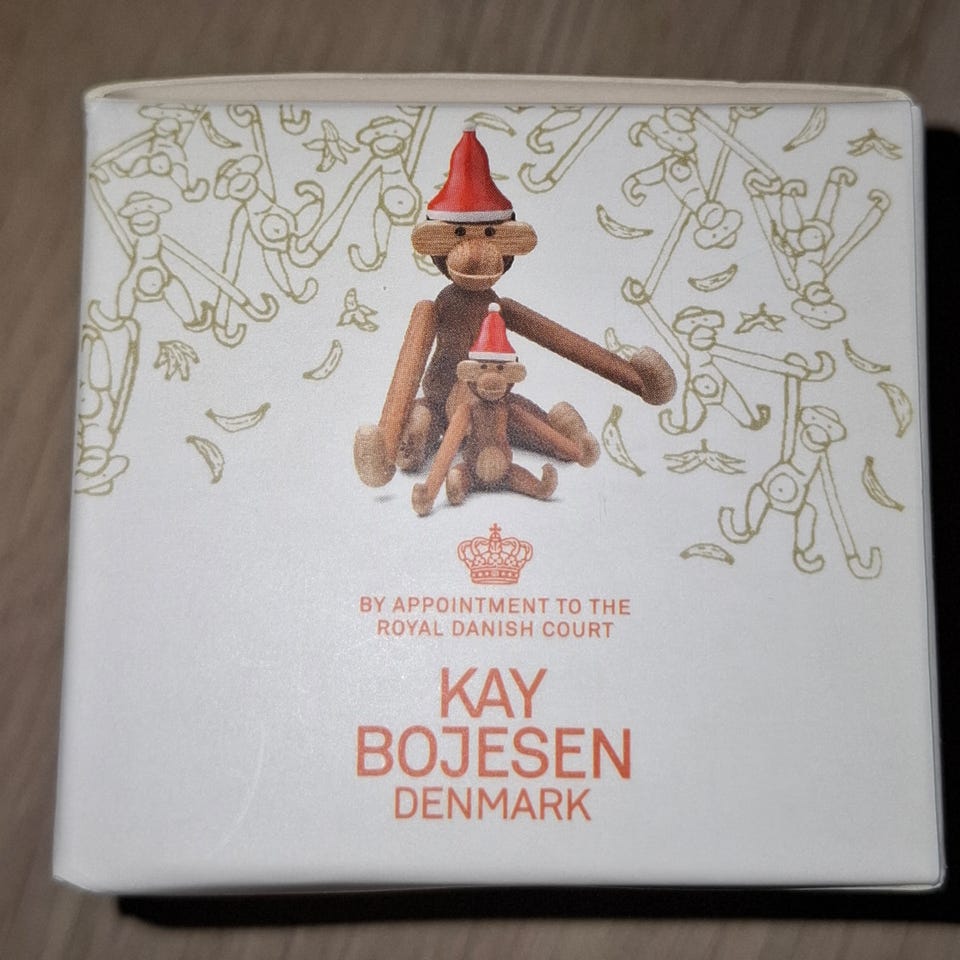 BY APPOINTMENT TO THE
ROYAL DANISH COURT
KAY
BOJESEN
DENMARK